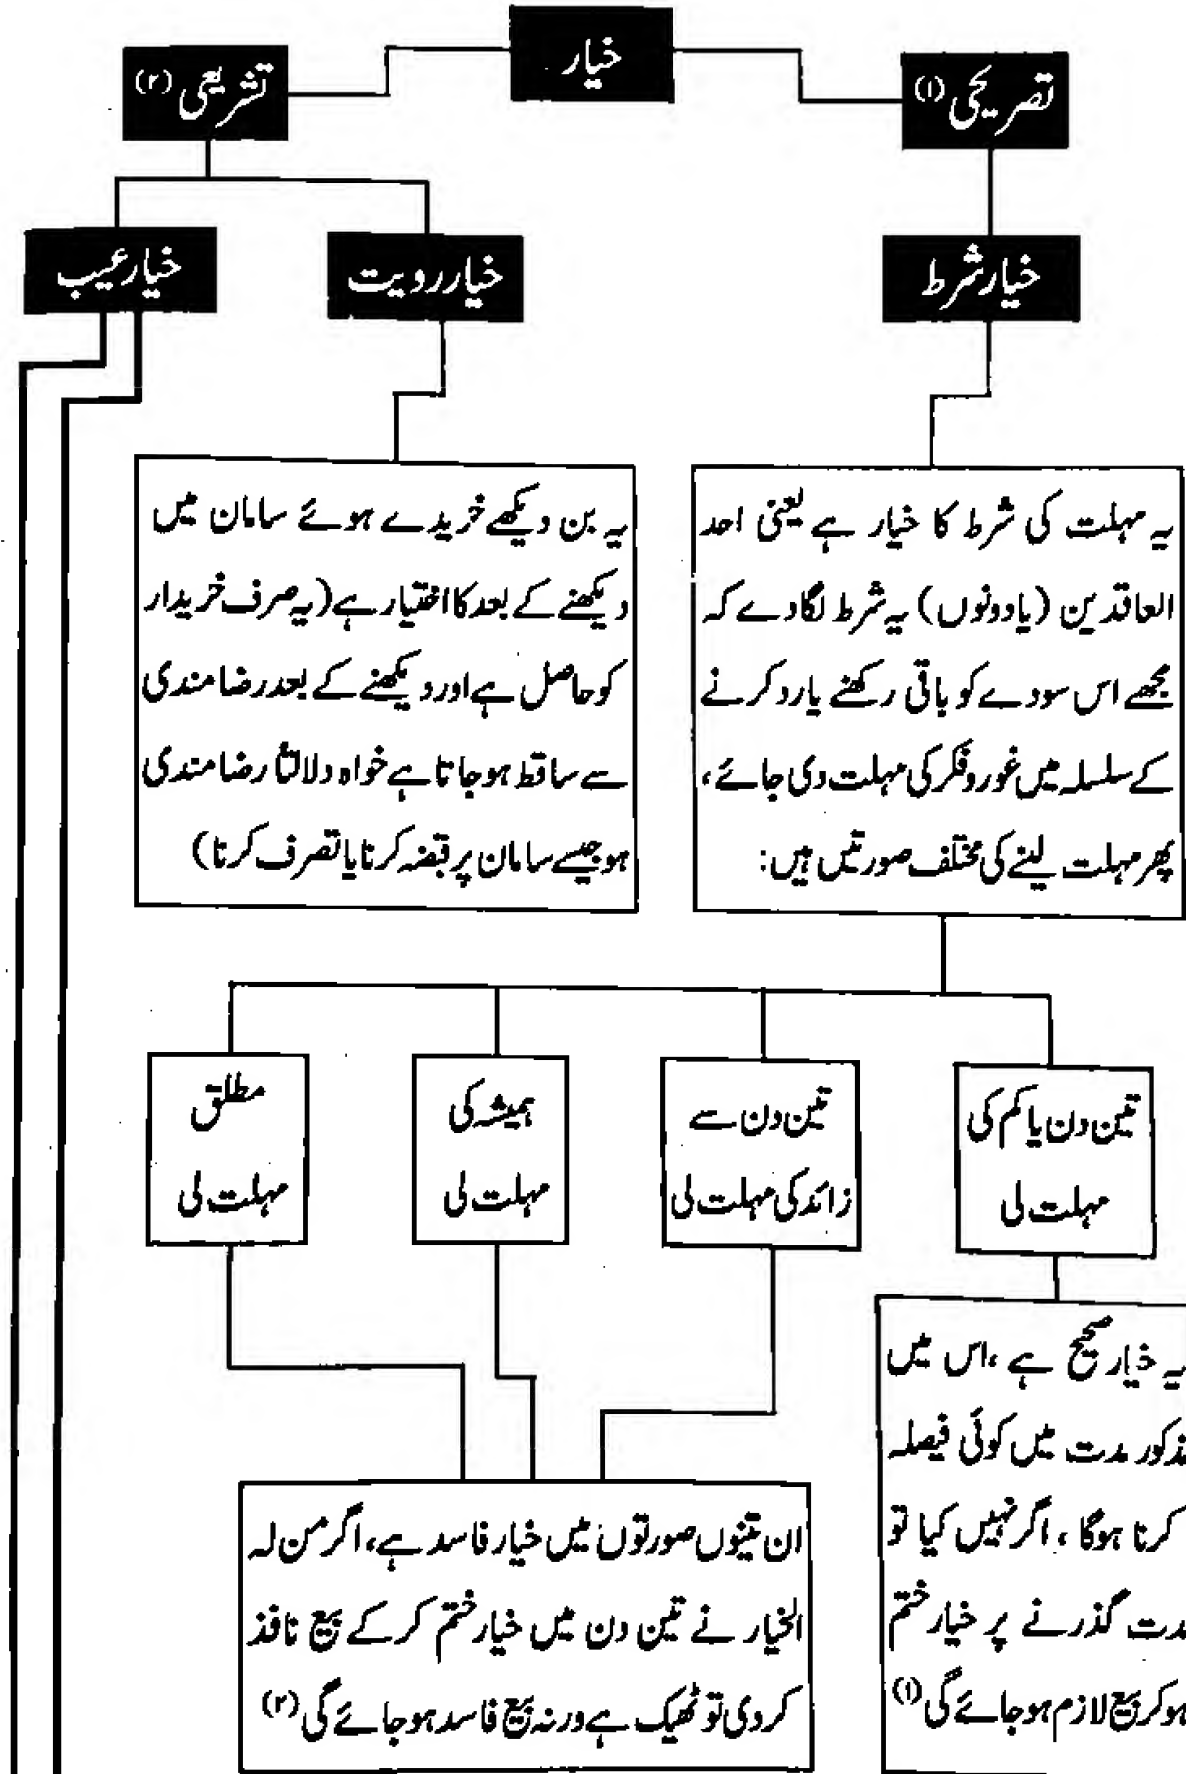 خیار
تصریحی (۱)
تشریعی (۲)
خیار شرط
خیار رویت
خیار عیب
یہ مہلت کی شرط کا خیار ہے یعنی احد
العاقدین (یا دونوں) یہ شرط لگا دے کہ
مجھے اس سودے کو باقی رکھنے یا رد کرنے
کے سلسلہ میں غور و فکر کی مہلت دی جائے،
پھر مہلت لینے کی مختلف صورتیں ہیں:
یہ بن دیکھے خریدے ہوئے سامان میں
دیکھنے کے بعد کا اختیار ہے (یہ صرف خریدار
کو حاصل ہے اور دیکھنے کے بعد رضا مندی
سے ساقط ہو جاتا ہے خواہ دلالتاً رضا مندی
ہو جیسے سامان پر قبضہ کرنا یا تصرف کرنا)
تین دن یا کم کی
مہلت لی
تین دن سے
زائد کی مہلت لی
ہمیشہ کی
مہلت لی
مطلق
مہلت لی
یہ خیار صحیح ہے، اس میں
مذکور مدت میں کوئی فیصلہ
کرنا ہوگا، اگر نہیں کیا تو
مدت گذرنے پر خیار ختم
ہو کر بیع لازم ہو جائے گی (۱)
ان تینوں صورتوں میں خیار فاسد ہے، اگر من لہ
الخیار نے تین دن میں خیار ختم کر کے بیع نافذ
کر دی تو ٹھیک ہے ورنہ بیع فاسد ہو جائے گی (۲)